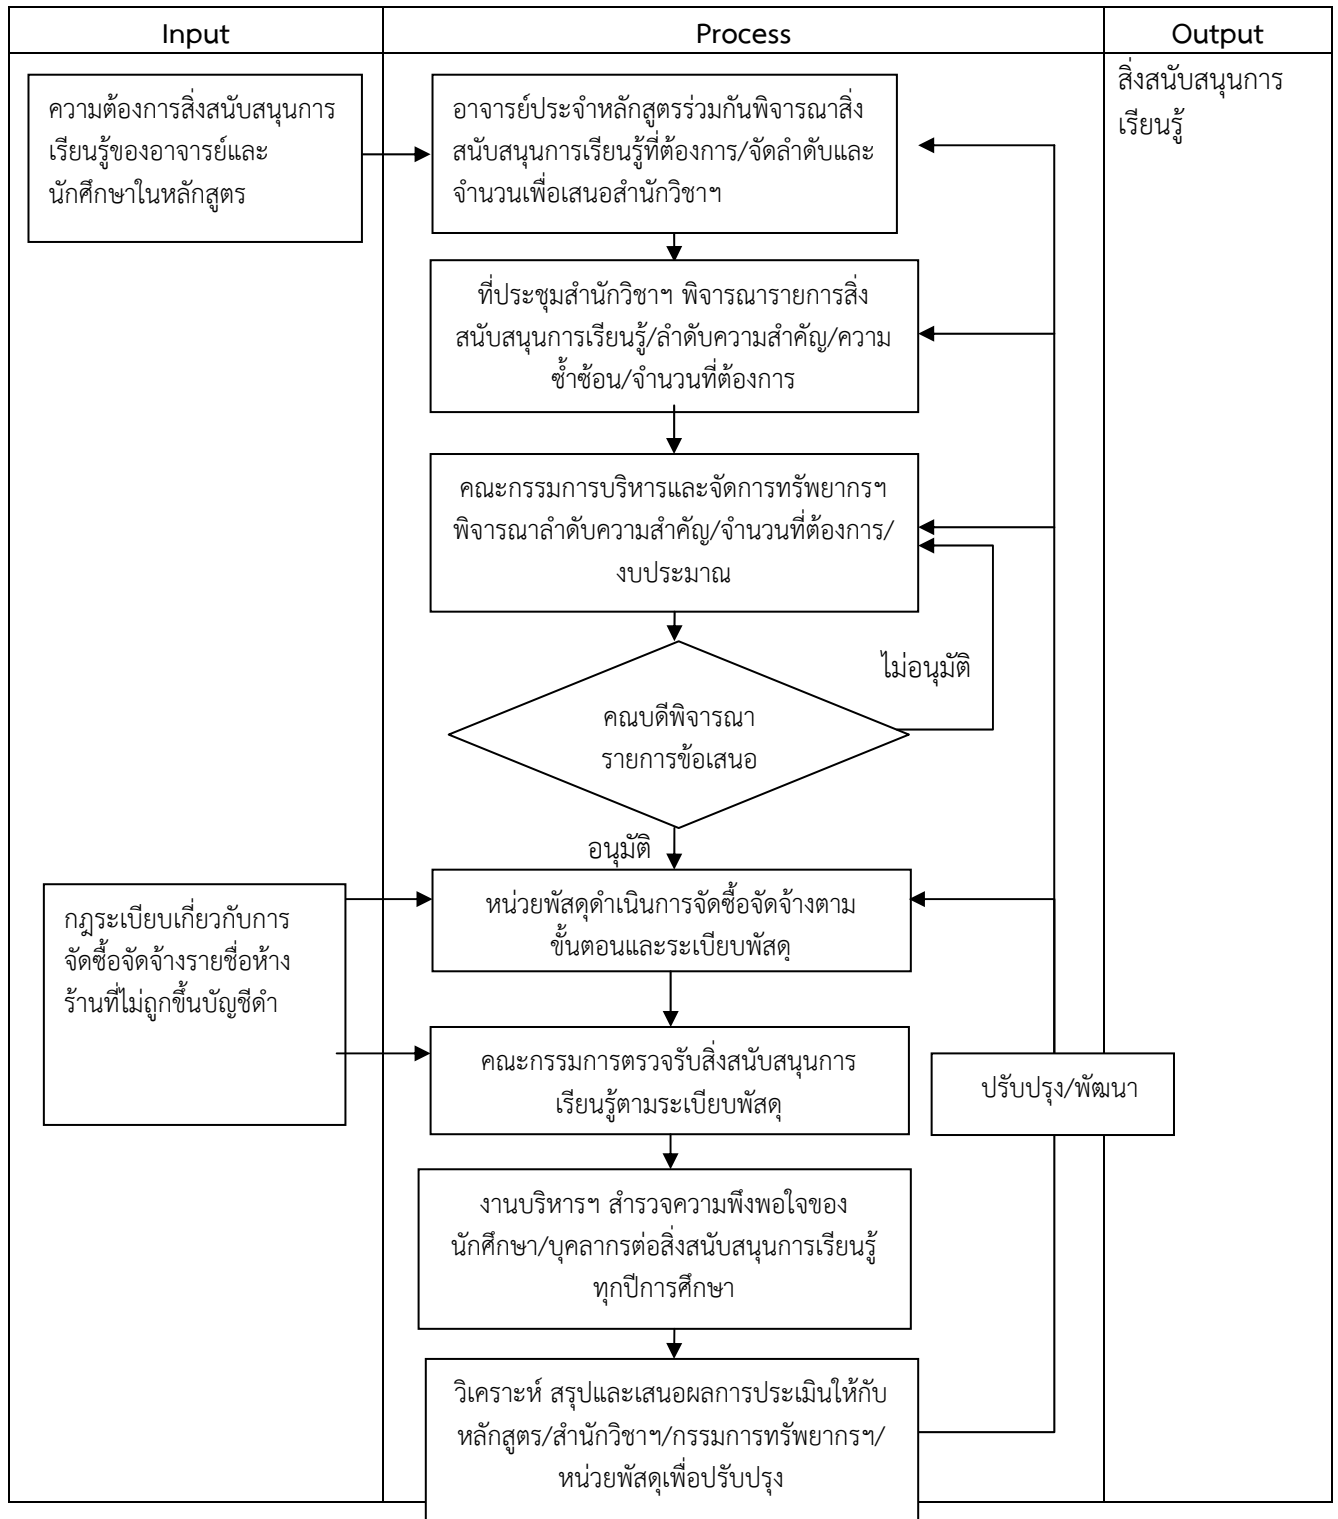 Input
Process
Output
ความต้องการสิ่งสนับสนุนการ
เรียนรู้ของอาจารย์และ
นักศึกษาในหลักสูตร
อาจารย์ประจำหลักสูตรร่วมกันพิจารณาสิ่ง
สนับสนุนการเรียนรู้ที่ต้องการ/จัดลำดับและ
จำนวนเพื่อเสนอสำนักวิชาฯ
สิ่งสนับสนุนการ
เรียนรู้
ที่ประชุมสำนักวิชาฯ พิจารณารายการสิ่ง
สนับสนุนการเรียนรู้/ลำดับความสำคัญ/ความ
ซ้ำซ้อน/จำนวนที่ต้องการ
คณะกรรมการบริหารและจัดการทรัพยากรฯ
พิจารณาลำดับความสำคัญ/จำนวนที่ต้องการ/
งบประมาณ
ไม่อนุมัติ
คณบดีพิจารณา
รายการข้อเสนอ
อนุมัติ
กฎระเบียบเกี่ยวกับการ
จัดซื้อจัดจ้างรายชื่อห้าง
ร้านที่ไม่ถูกขึ้นบัญชีดำ
หน่วยพัสดุดำเนินการจัดซื้อจัดจ้างตาม
ขั้นตอนและระเบียบพัสดุ
คณะกรรมการตรวจรับสิ่งสนับสนุนการ
เรียนรู้ตามระเบียบพัสดุ
ปรับปรุง/พัฒนา
งานบริหารฯ สำรวจความพึงพอใจของ
นักศึกษา/บุคลากรต่อสิ่งสนับสนุนการเรียนรู้
ทุกปีการศึกษา
วิเคราะห์ สรุปและเสนอผลการประเมินให้กับ
หลักสูตร/สำนักวิชาฯ/กรรมการทรัพยากรฯ/
หน่วยพัสดุเพื่อปรับปรุง